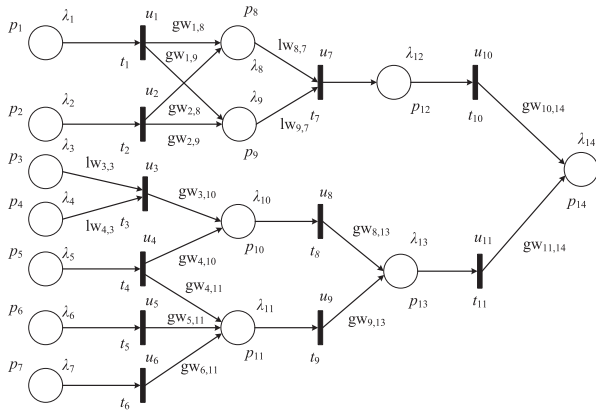 p1 λ1 u1 gw1,8 p8
t1 gw1,9 λ8 lw8,7 u7 λ12 u10
p2 λ2 u2 gw2,8 λ9 lw9,7 t7 p12 t10 gw10,14
t2 gw2,9 p9 λ14
p3 λ3 lw3,3 u3 p14
p4 λ4 lw4,3 t3 gw3,10 λ10 u8
p5 λ5 u4 gw4,10 p10 t8 gw8,13 λ13 u11 gw11,14
t4 gw4,11
p6 λ6 u5 gw5,11 λ11 u9 gw9,13 p13 t11
t5 p11 t9
p7 λ7 u6 gw6,11
t6